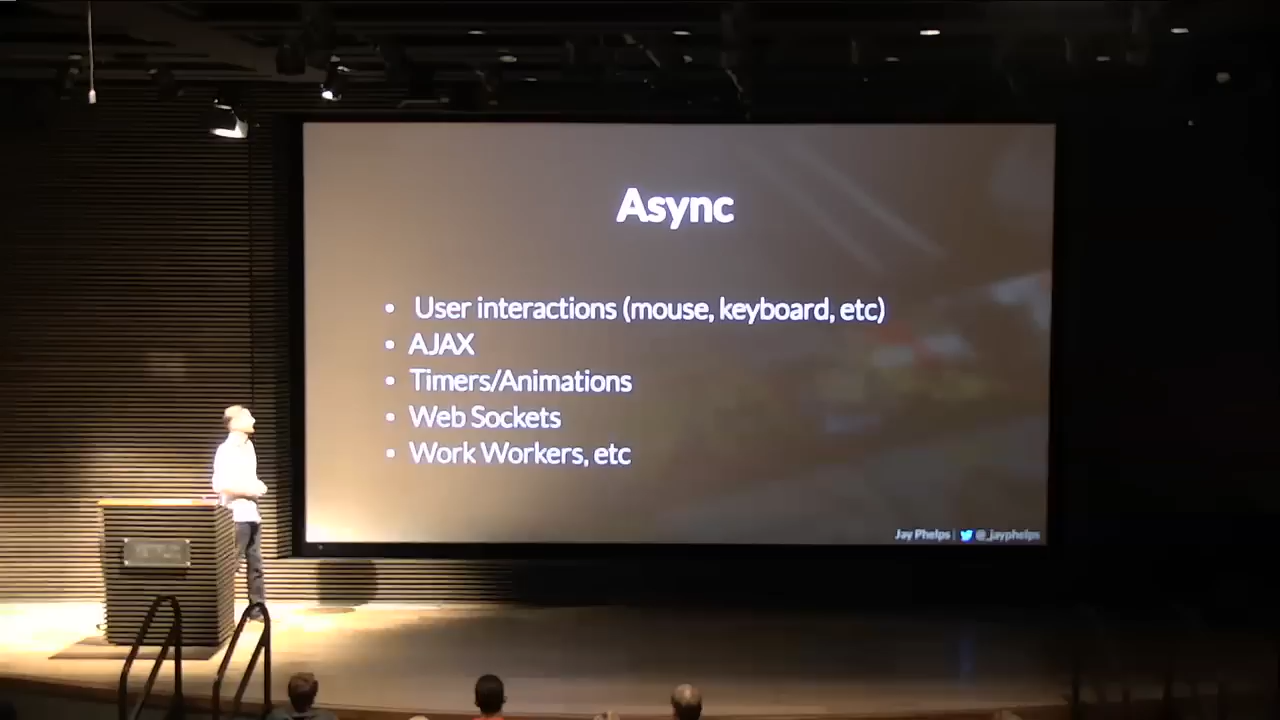 Async
• User interactions (mouse, keyboard, etc)
• AJAX
• Timers/Animations
• Web Sockets
• Work Workers, etc
Jay Phelps | @_jayphelps